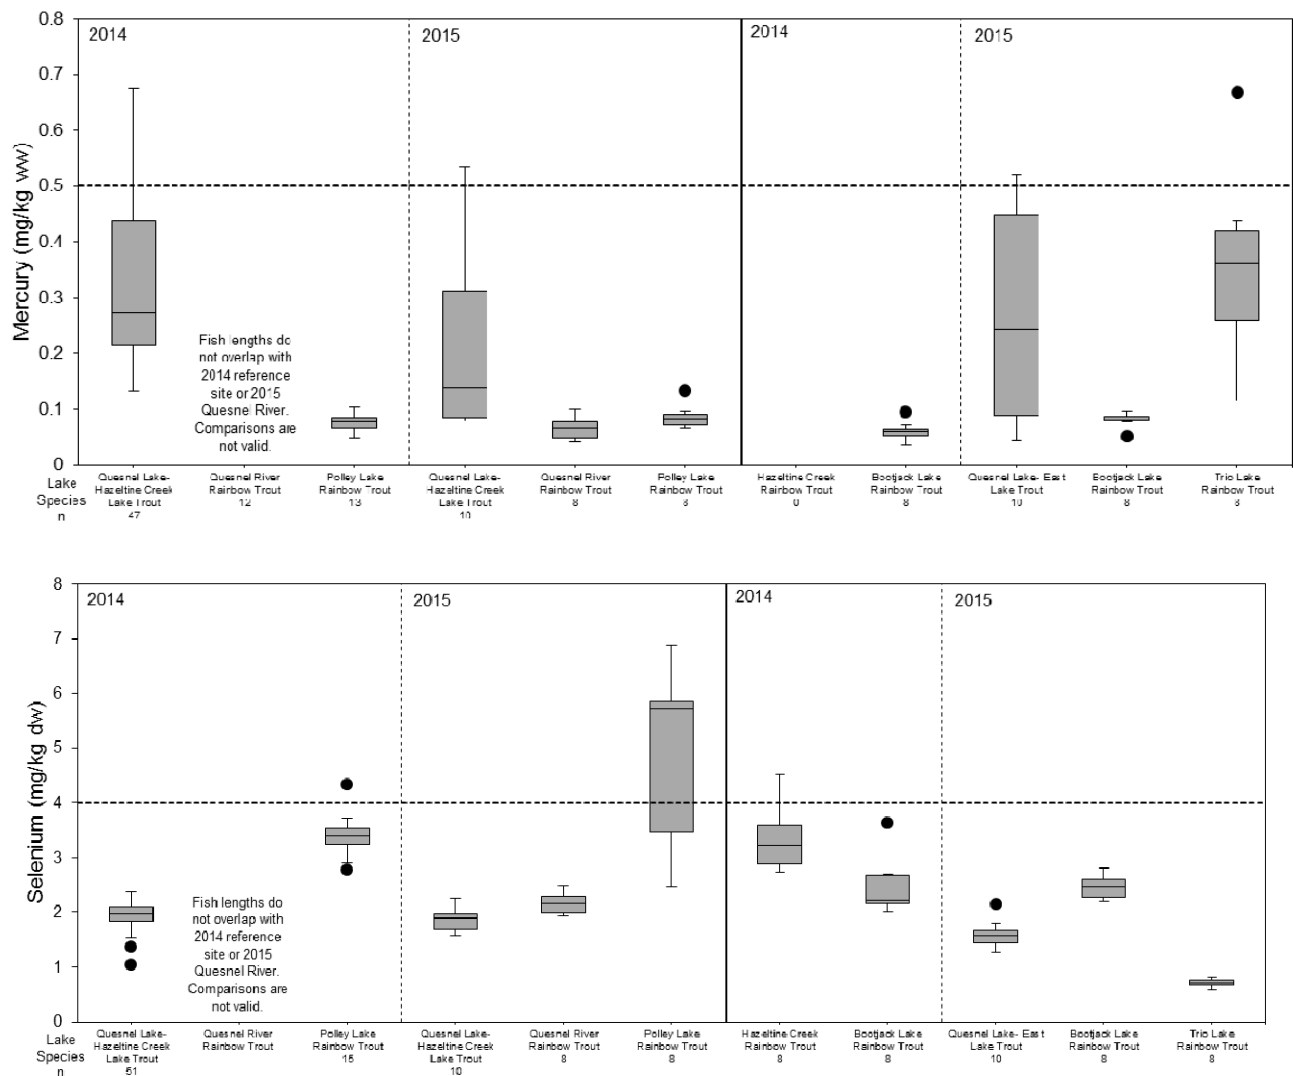 0.8
0.7
0.6
0.5
0.4
0.3
0.2
0.1
0
Mercury (mg/kg ww)
2014
2015
2014
2015
Fish lengths do
not overlap with
2014 reference
site or 2015
Quesnel River.
Comparisons are
not valid.
Lake
Species
n
Quesnel Lake-
Hazeltine Creek
Lake Trout
47
Quesnel River
Rainbow Trout
12
Polley Lake
Rainbow Trout
13
Quesnel Lake-
Hazeltine Creek
Lake Trout
10
Quesnel River
Rainbow Trout
8
Polley Lake
Rainbow Trout
8
Hazeltine Creek
Rainbow Trout
0
Bootjack Lake
Rainbow Trout
8
Quesnel Lake- East
Lake Trout
10
Bootjack Lake
Rainbow Trout
8
Trio Lake
Rainbow Trout
8
8
7
6
5
4
3
2
1
0
Selenium (mg/kg dw)
2014
2015
2014
2015
Fish lengths do
not overlap with
2014 reference
site or 2015
Quesnel River.
Comparisons are
not valid.
Lake
Species
n
Quesnel Lake-
Hazeltine Creek
Lake Trout
51
Quesnel River
Rainbow Trout
Polley Lake
Rainbow Trout
15
Quesnel Lake-
Hazeltine Creek
Lake Trout
10
Quesnel River
Rainbow Trout
8
Polley Lake
Rainbow Trout
8
Hazeltine Creek
Rainbow Trout
8
Bootjack Lake
Rainbow Trout
8
Quesnel Lake- East
Lake Trout
10
Bootjack Lake
Rainbow Trout
8
Trio Lake
Rainbow Trout
8